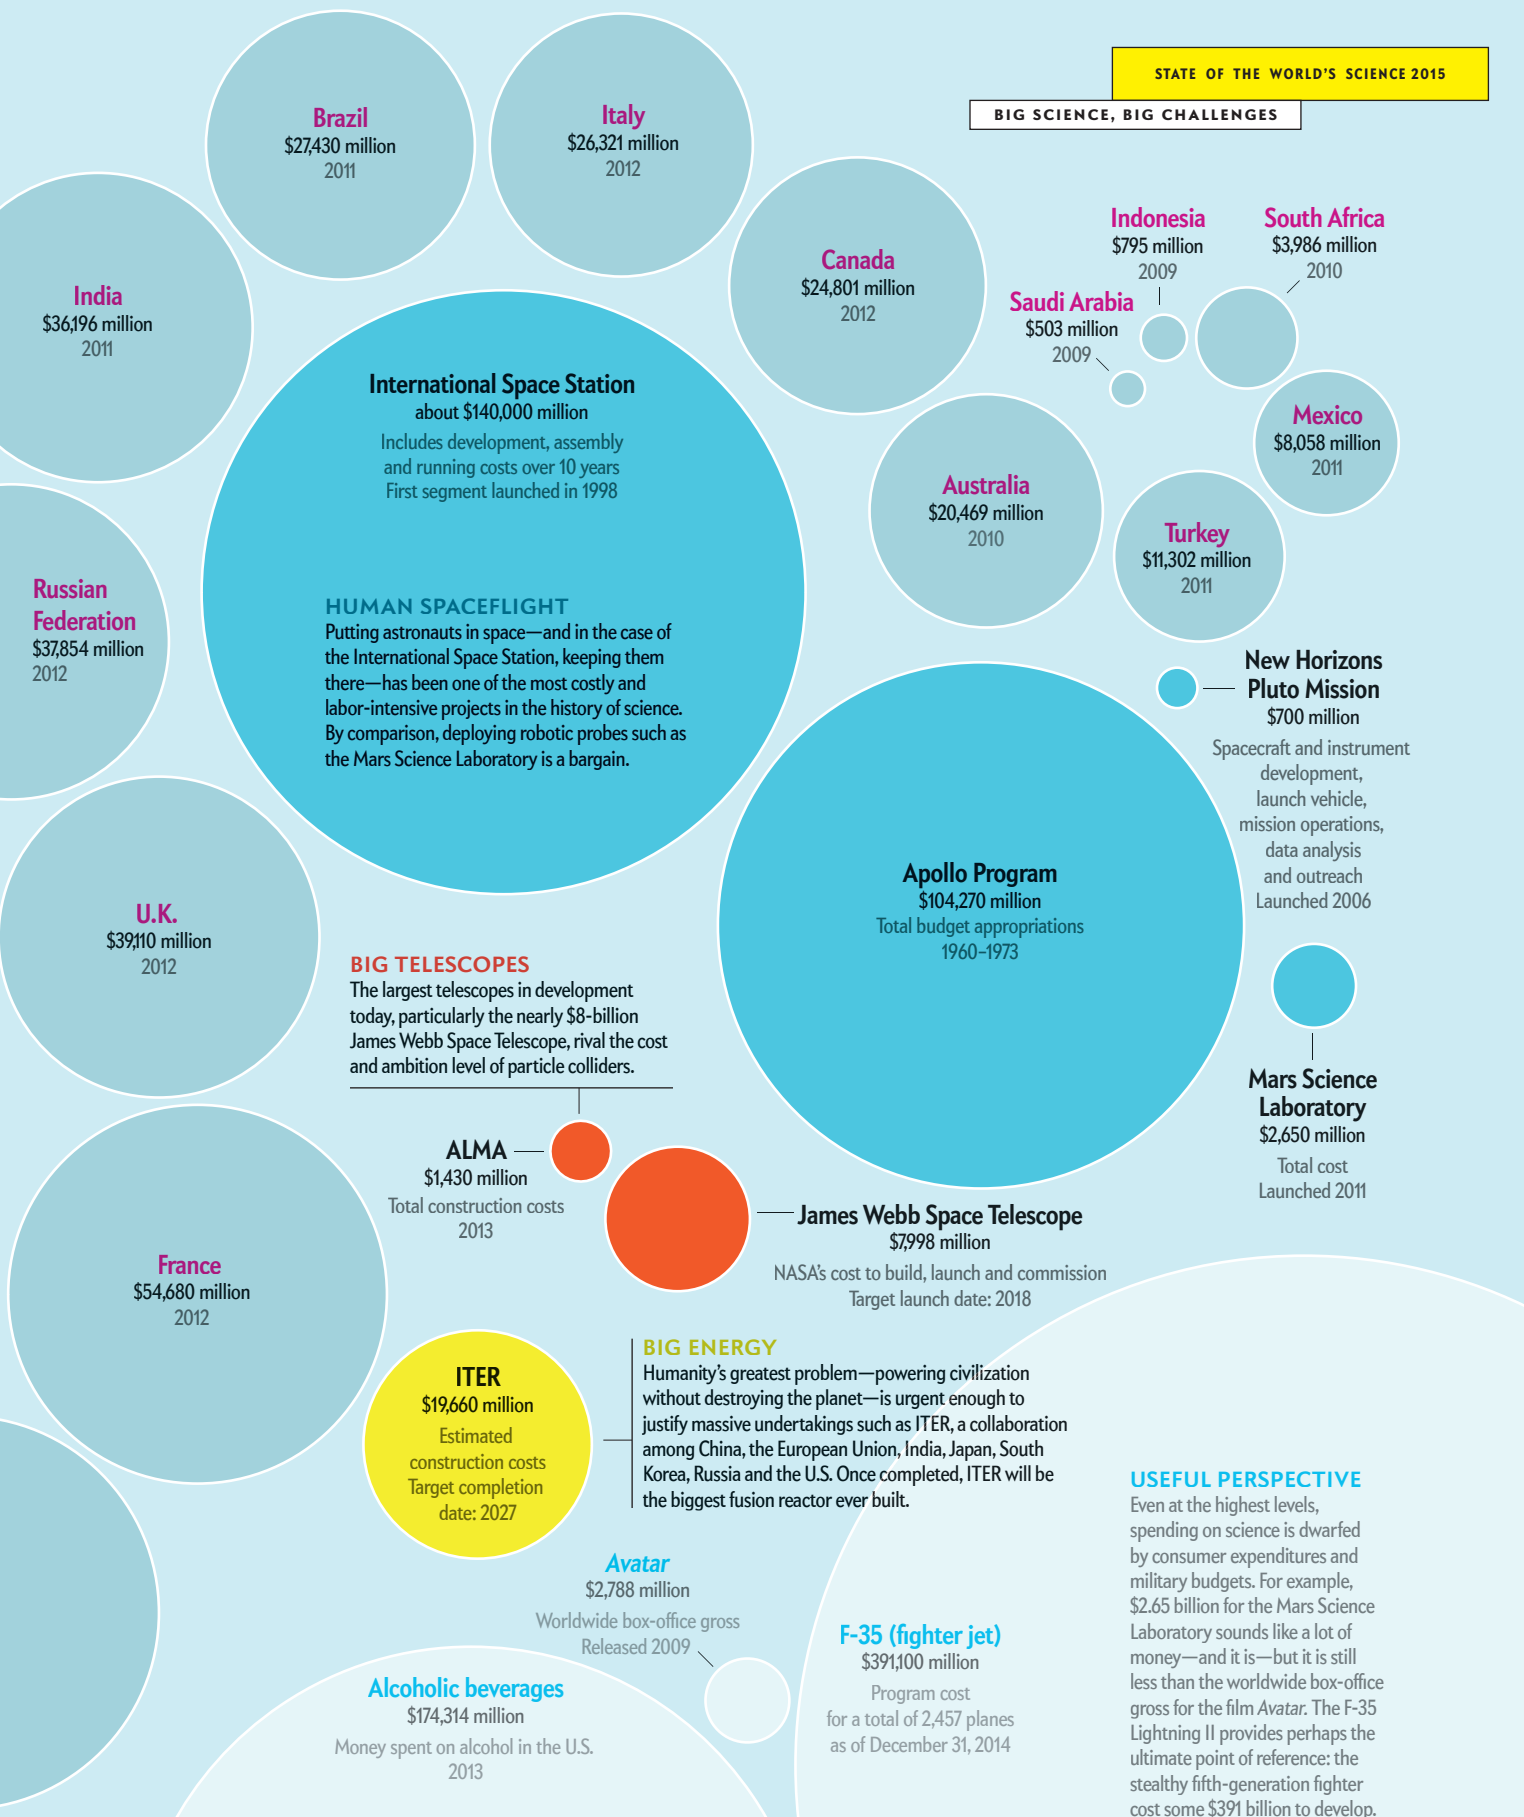 STATE OF THE WORLD'S SCIENCE 2015
BIG SCIENCE, BIG CHALLENGES
Brazil
$27,430 million
2011
Italy
$26,321 million
2012
Canada
$24,801 million
2012
Indonesia
$795 million
2009
South Africa
$3,986 million
2010
Saudi Arabia
$503 million
2009
India
$36,196 million
2011
International Space Station
about $140,000 million
Includes development, assembly
and running costs over 10 years
First segment launched in 1998
Mexico
$8,058 million
2011
Australia
$20,469 million
2010
Turkey
$11,302 million
2011
Russian
Federation
$37,854 million
2012
HUMAN SPACEFLIGHT
Putting astronauts in space—and in the case of
the International Space Station, keeping them
there—has been one of the most costly and
labor-intensive projects in the history of science.
By comparison, deploying robotic probes such as
the Mars Science Laboratory is a bargain.
New Horizons
Pluto Mission
$700 million
Spacecraft and instrument
development,
launch vehicle,
mission operations,
data analysis
and outreach
Launched 2006
Apollo Program
$104,270 million
Total budget appropriations
1960–1973
U.K.
$39,110 million
2012
BIG TELESCOPES
The largest telescopes in development
today, particularly the nearly $8-billion
James Webb Space Telescope, rival the cost
and ambition level of particle colliders.
Mars Science
Laboratory
$2,650 million
Total cost
Launched 2011
ALMA
$1,430 million
Total construction costs
2013
James Webb Space Telescope
$7,998 million
NASA's cost to build, launch and commission
Target launch date: 2018
France
$54,680 million
2012
ITER
$19,660 million
Estimated
construction costs
Target completion
date: 2027
BIG ENERGY
Humanity's greatest problem—powering civilization
without destroying the planet—is urgent enough to
justify massive undertakings such as ITER, a collaboration
among China, the European Union, India, Japan, South
Korea, Russia and the U.S. Once completed, ITER will be
the biggest fusion reactor ever built.
Avatar
$2,788 million
Worldwide box-office gross
Released 2009
Alcoholic beverages
$174,314 million
Money spent on alcohol in the U.S.
2013
F-35 (fighter jet)
$391,100 million
Program cost
for a total of 2,457 planes
as of December 31, 2014
USEFUL PERSPECTIVE
Even at the highest levels,
spending on science is dwarfed
by consumer expenditures and
military budgets. For example,
$2.65 billion for the Mars Science
Laboratory sounds like a lot of
money—and it is—but it is still
less than the worldwide box-office
gross for the film Avatar. The F-35
Lightning II provides perhaps the
ultimate point of reference: the
stealthy fifth-generation fighter
cost some $391 billion to develop.